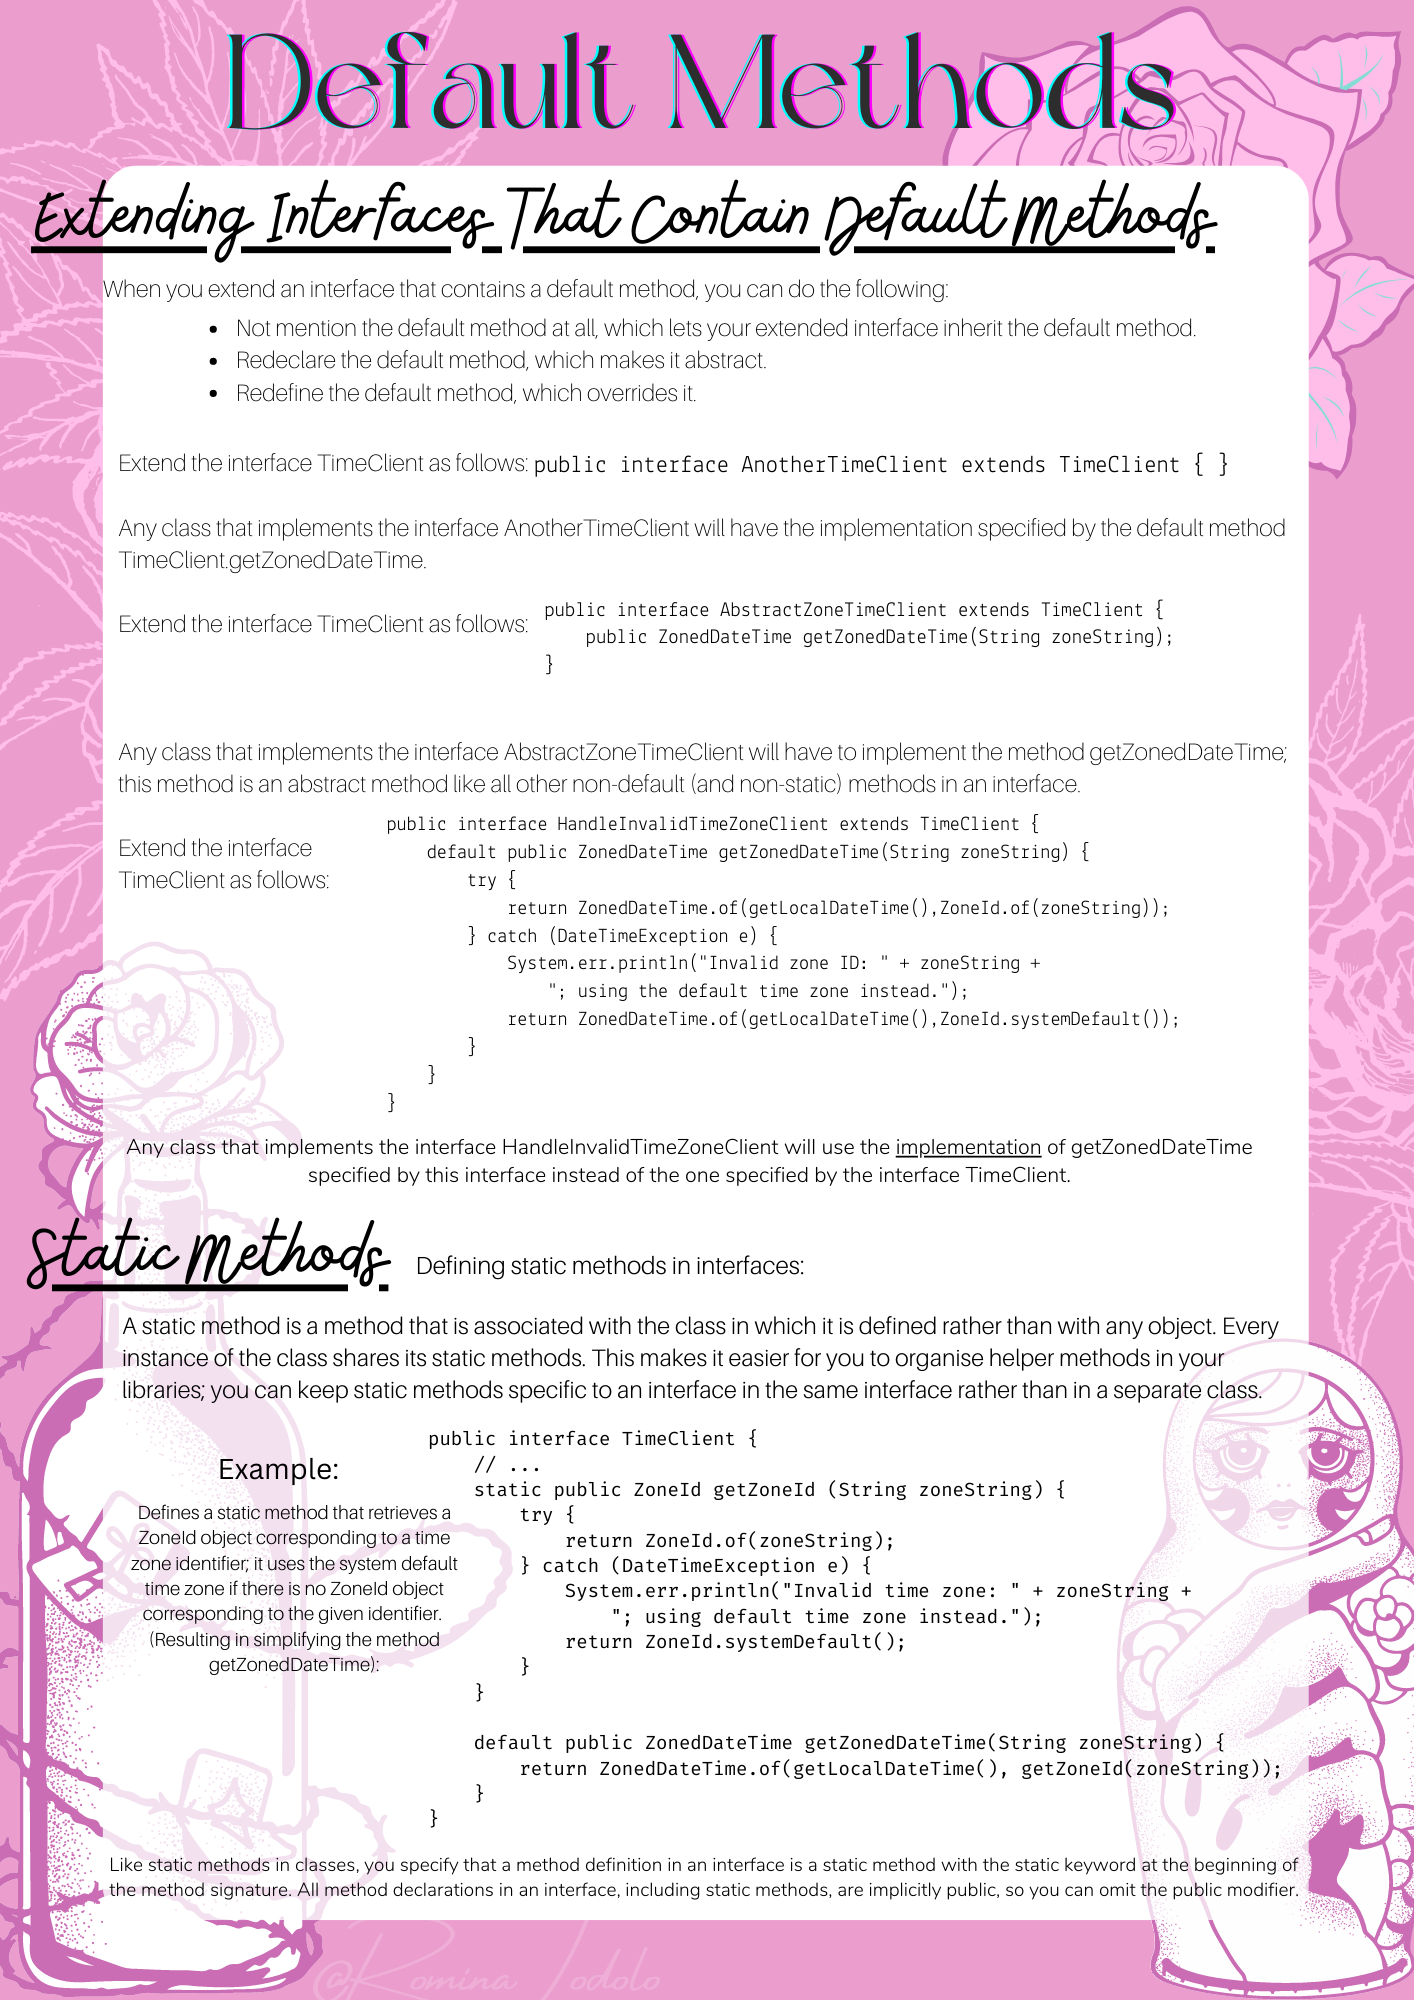 Default Methods
Extending Interfaces That Contain Default Methods
When you extend an interface that contains a default method, you can do the following:
• Not mention the default method at all, which lets your extended interface inherit the default method.
• Redeclare the default method, which makes it abstract.
• Redefine the default method, which overrides it.
Extend the interface TimeClient as follows: public interface AnotherTimeClient extends TimeClient { }
Any class that implements the interface AnotherTimeClient will have the implementation specified by the default method
TimeClient.getZonedDateTime.
Extend the interface TimeClient as follows:
public interface AbstractZoneTimeClient extends TimeClient {
    public ZonedDateTime getZonedDateTime(String zoneString);
}
Any class that implements the interface AbstractZoneTimeClient will have to implement the method getZonedDateTime;
this method is an abstract method like all other non-default (and non-static) methods in an interface.
Extend the interface
TimeClient as follows:
public interface HandleInvalidTimeZoneClient extends TimeClient {
    default public ZonedDateTime getZonedDateTime(String zoneString) {
        try {
            return ZonedDateTime.of(getLocalDateTime(),ZoneId.of(zoneString));
        } catch (DateTimeException e) {
            System.err.println("Invalid zone ID: " + zoneString +
                "; using the default time zone instead.");
            return ZonedDateTime.of(getLocalDateTime(),ZoneId.systemDefault());
        }
    }
}
Any class that implements the interface HandleInvalidTimeZoneClient will use the implementation of getZonedDateTime
specified by this interface instead of the one specified by the interface TimeClient.
Static Methods
Defining static methods in interfaces:
A static method is a method that is associated with the class in which it is defined rather than with any object. Every
instance of the class shares its static methods. This makes it easier for you to organise helper methods in your
libraries; you can keep static methods specific to an interface in the same interface rather than in a separate class.
Example:
Defines a static method that retrieves a
ZoneId object corresponding to a time
zone identifier; it uses the system default
time zone if there is no ZoneId object
corresponding to the given identifier.
(Resulting in simplifying the method
getZonedDateTime):
public interface TimeClient {
    // ...
    static public ZoneId getZoneId (String zoneString) {
        try {
            return ZoneId.of(zoneString);
        } catch (DateTimeException e) {
            System.err.println("Invalid time zone: " + zoneString +
                "; using default time zone instead.");
            return ZoneId.systemDefault();
        }
    }
    default public ZonedDateTime getZonedDateTime(String zoneString) {
        return ZonedDateTime.of(getLocalDateTime(), getZoneId(zoneString));
    }
}
Like static methods in classes, you specify that a method definition in an interface is a static method with the static keyword at the beginning of
the method signature. All method declarations in an interface, including static methods, are implicitly public, so you can omit the public modifier.
@Romina Iodolo